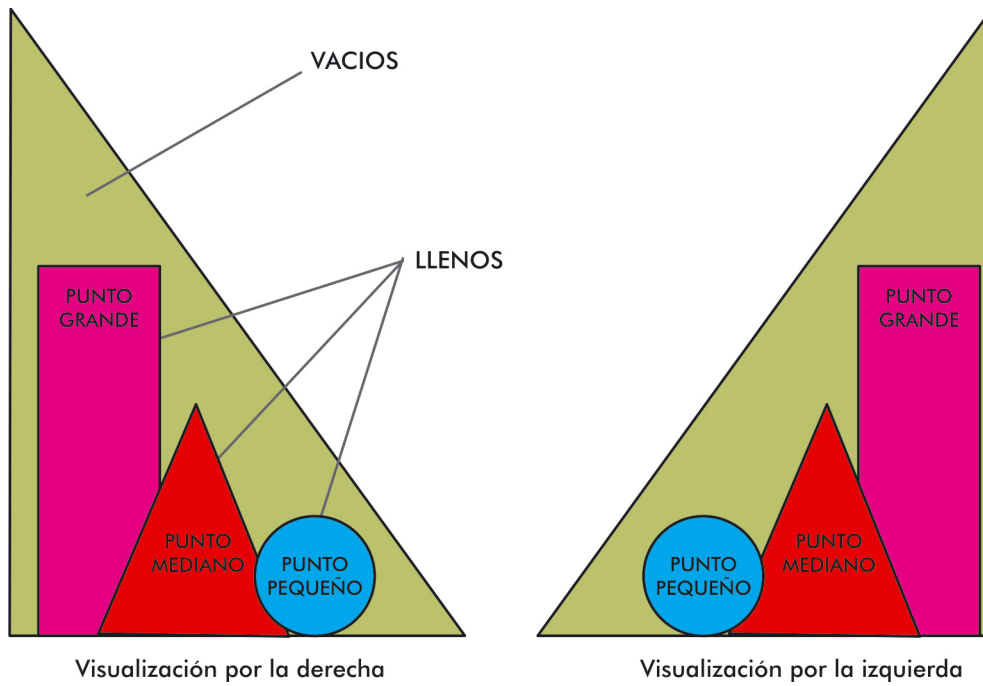 VACIOS
LLENOS
PUNTO
GRANDE
PUNTO
MEDIANO
PUNTO
PEQUEÑO
Visualización por la derecha
PUNTO
GRANDE
PUNTO
MEDIANO
PUNTO
PEQUEÑO
Visualización por la izquierda